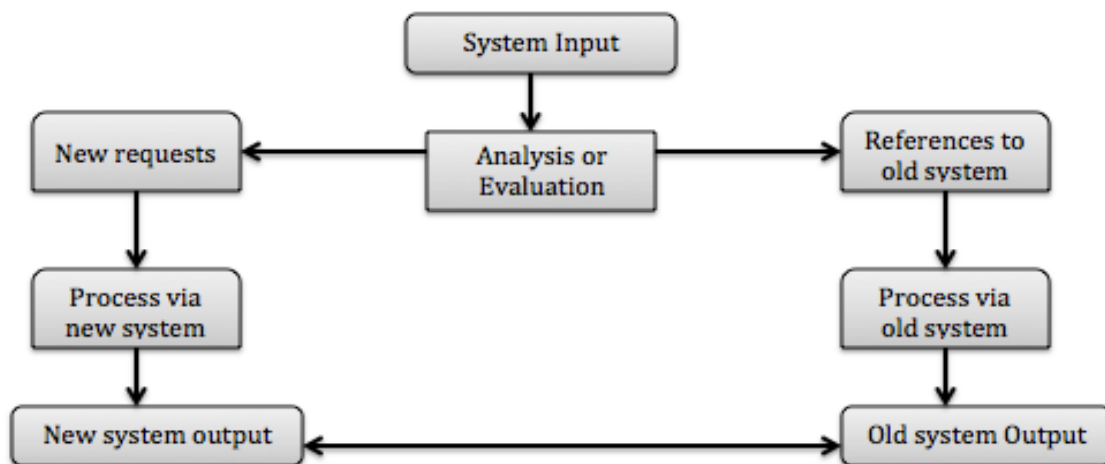 System Input
New requests
Analysis or
Evaluation
References to
old system
Process via
new system
Process via
old system
New system output
Old system Output